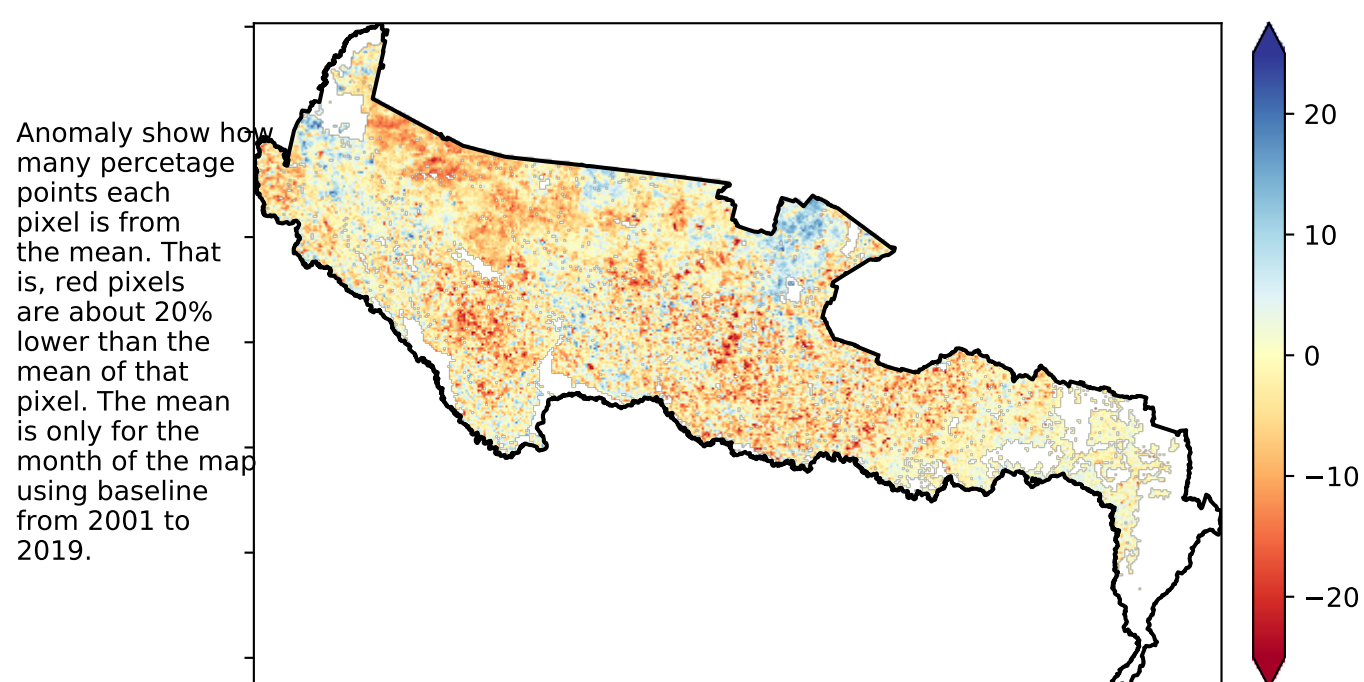 Anomaly show how
many percetage
points each
pixel is from
the mean. That
is, red pixels
are about 20%
lower than the
mean of that
pixel. The mean
is only for the
month of the map
using baseline
from 2001 to
2019.
20
10
0
−10
−20